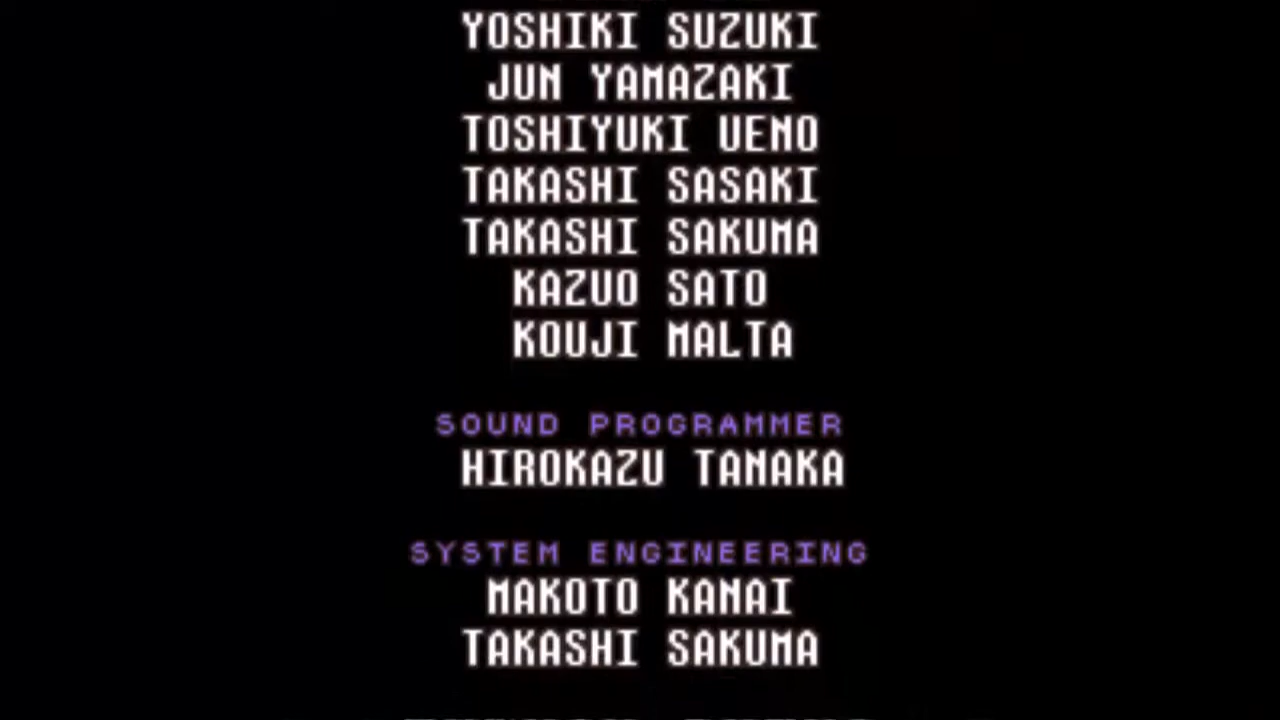 YOSHIKI SUZUKI
JUN YAMAZAKI
TOSHIYUKI UENO
TAKASHI SASAKI
TAKASHI SAKUMA
KAZUO SATO
KOUJI MALTA
SOUND PROGRAMMER
HIROKAZU TANAKA
SYSTEM ENGINEERING
MAKOTO KANAI
TAKASHI SAKUMA